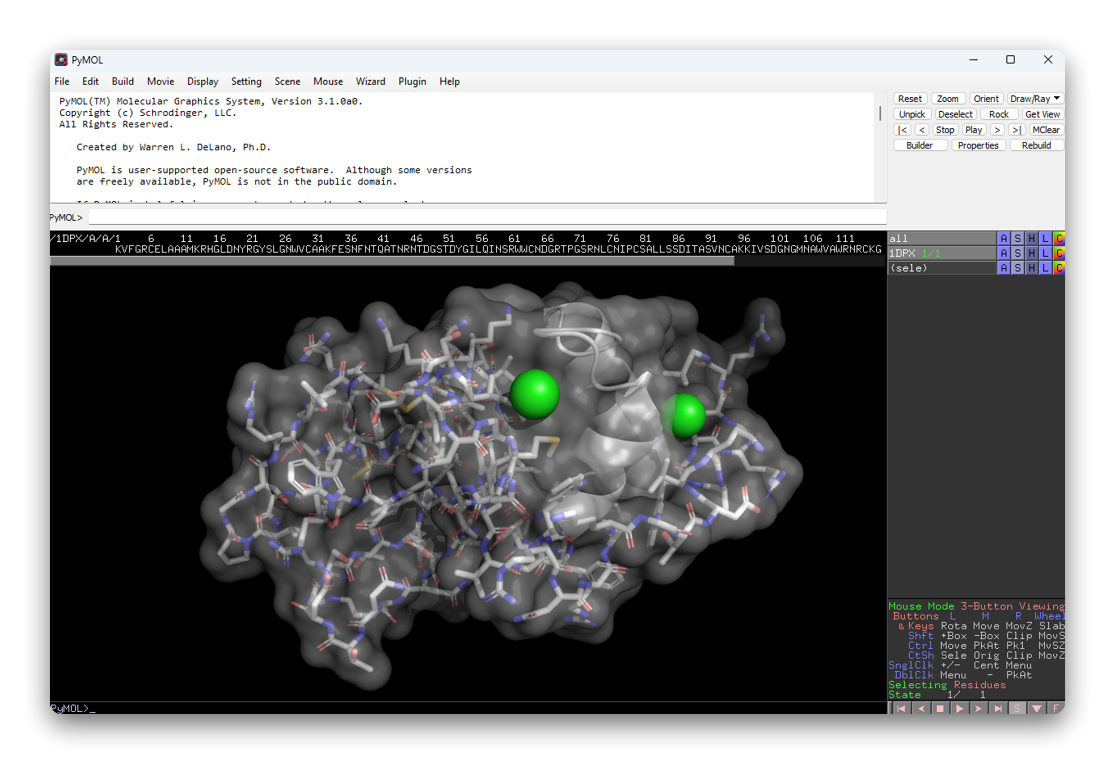 PyMOL
File Edit Build Movie Display Setting Scene Mouse Wizard Plugin Help
PyMOL(TM) Molecular Graphics System, Version 3.1.0a0.
Copyright (c) Schrodinger, LLC.
All Rights Reserved.
Created by Warren L. DeLano, Ph.D.
PyMOL is user-supported open-source software. Although some versions
are freely available, PyMOL is not in the public domain.
Reset Zoom Orient Draw/Ray
Unpick Deselect Rock Get View
|< < Stop Play > >| MClear
Builder Properties Rebuild
PyMOL>
/1DPX/A/A/1 6 11 16 21 26 31 36 41 46 51 56 61 66 71 76 81 86 91 96 101 106 111
KVFGRCELAAAMKRHGLDNYRGYSLGNWVCAAKFESNFNTQATNRNTDGSTDYGILQINSRWWCNDGRTPGSRNLCNIPCSALLSSDITASVNCAKKIVSDGNGMNAWVAWRNRCKG
all A S H L C
1DPX 1/1 A S H L C
(sele) A S H L C
Mouse Mode 3-Button Viewing
Buttons L M R Wheel
& Keys Rota Move MovZ Slab
Shft +Box -Box Clip MovS
Ctrl Move PkAt Pk1 MvSZ
CtSh Sele Orig Clip MovZ
SnglClk +/- Cent Menu
DblClk Menu - PkAt
Selecting Residues
State 1/ 1
PyMOL>_
S F